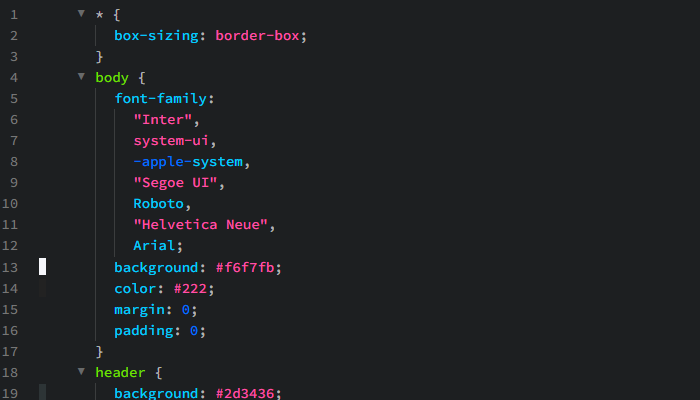 1 * {
2 box-sizing: border-box;
3 }
4 body {
5 font-family:
6 "Inter",
7 system-ui,
8 -apple-system,
9 "Segoe UI",
10 Roboto,
11 "Helvetica Neue",
12 Arial;
13 background: #f6f7fb;
14 color: #222;
15 margin: 0;
16 padding: 0;
17 }
18 header {
19 background: #2d3436;